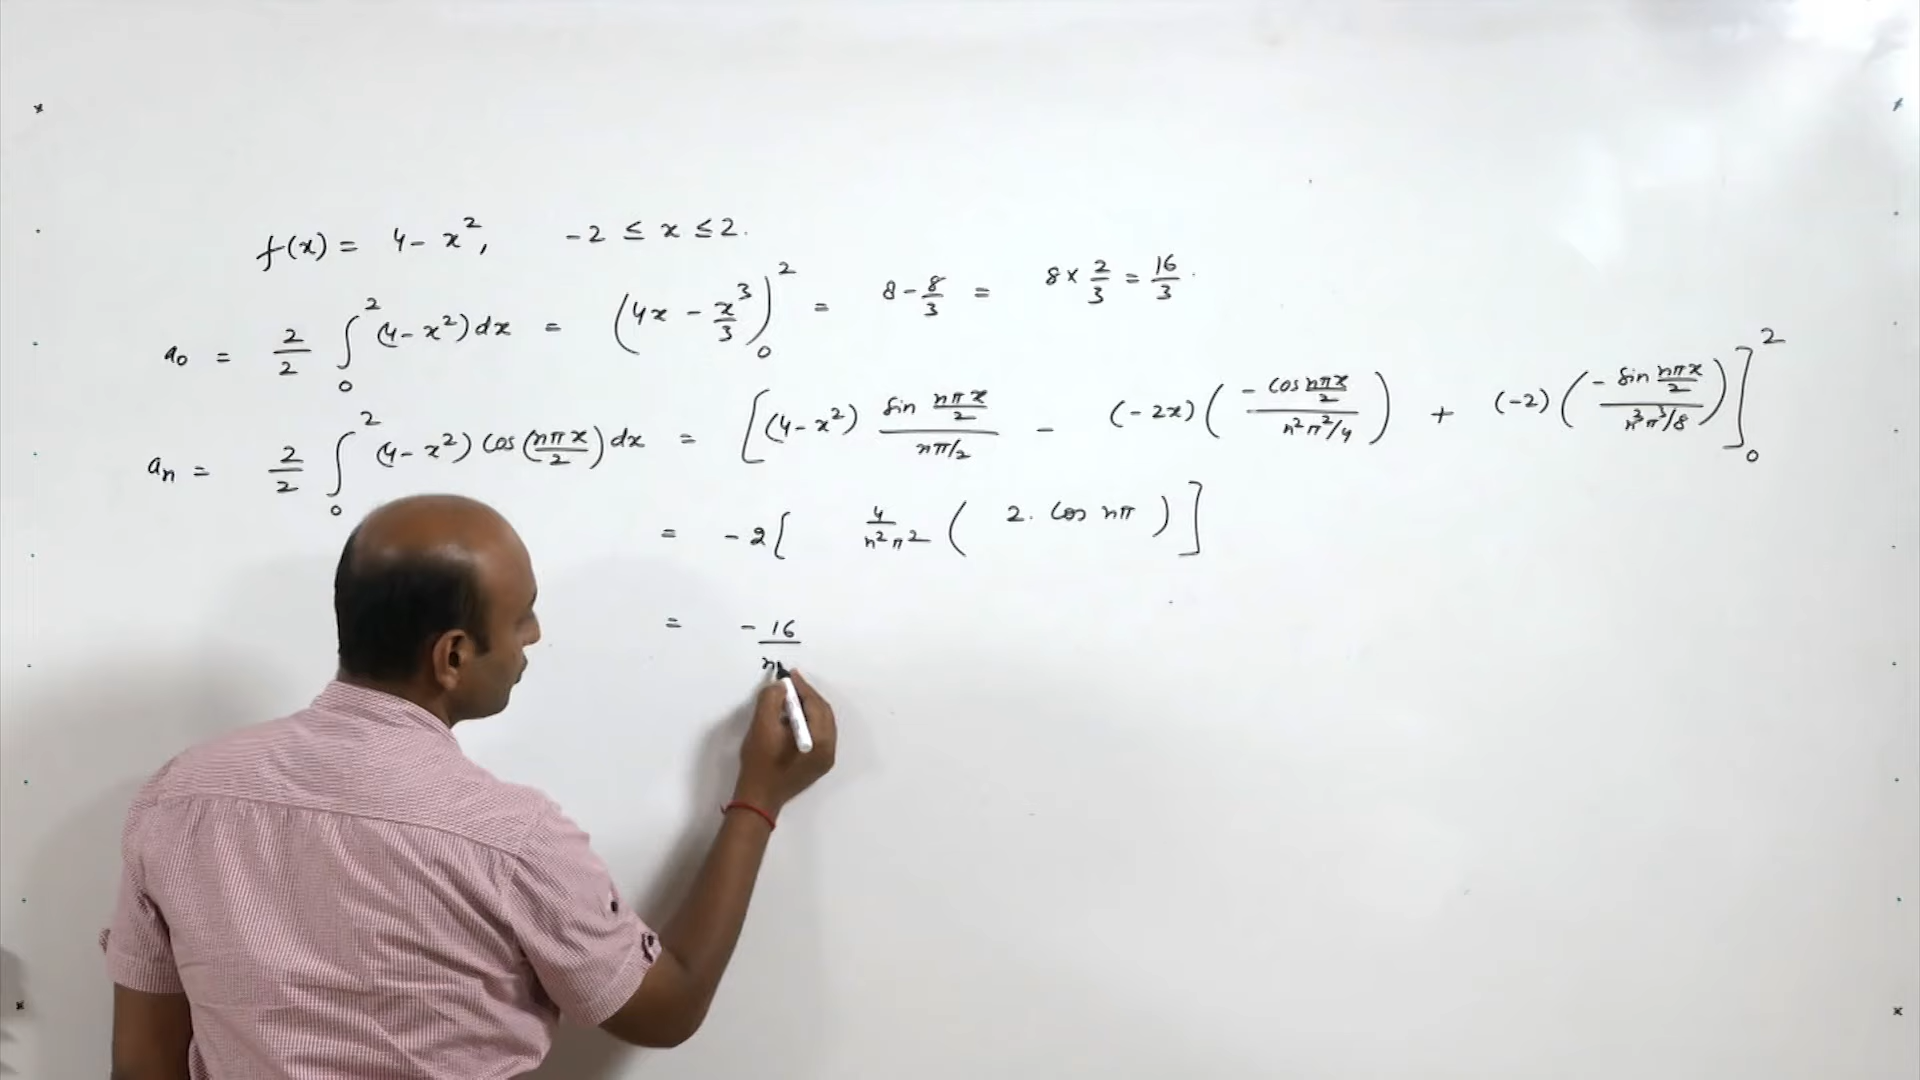 f(x) = 4 - x², -2 ≤ x ≤ 2.
a₀ = 2/2 ∫₀² (4 - x²) dx = (4x - x³/3)₀² = 8 - 8/3 = 8 × 2/3 = 16/3.
aₙ = 2/2 ∫₀² (4 - x²) cos(nπx/2) dx = [(4 - x²) (sin nπx/2)/(nπ/2) - (-2x)((-cos nπx/2)/(n²π²/4)) + (-2)((-sin nπx/2)/(n³π³/8))]₀²
= -2[ 4/n²π² ( 2. cos nπ )]
= -16/n